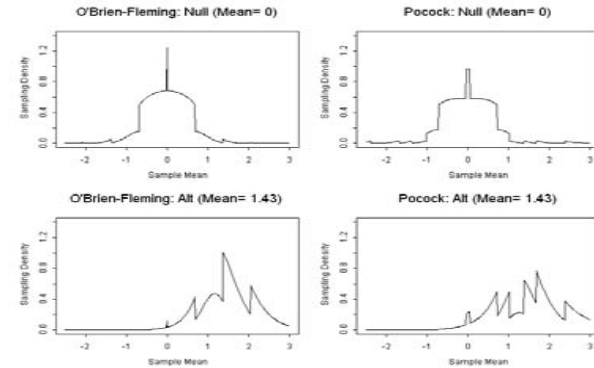 O'Brien-Fleming: Null (Mean= 0)
Sampling Density
0.0 0.4 0.8 1.2
-2 -1 0 1 2 3
Sample Mean
Pocock: Null (Mean= 0)
Sampling Density
0.0 0.4 0.8 1.2
-2 -1 0 1 2 3
Sample Mean
O'Brien-Fleming: Alt (Mean= 1.43)
Sampling Density
0.0 0.4 0.8 1.2
-2 -1 0 1 2 3
Sample Mean
Pocock: Alt (Mean= 1.43)
Sampling Density
0.0 0.4 0.8 1.2
-2 -1 0 1 2 3
Sample Mean